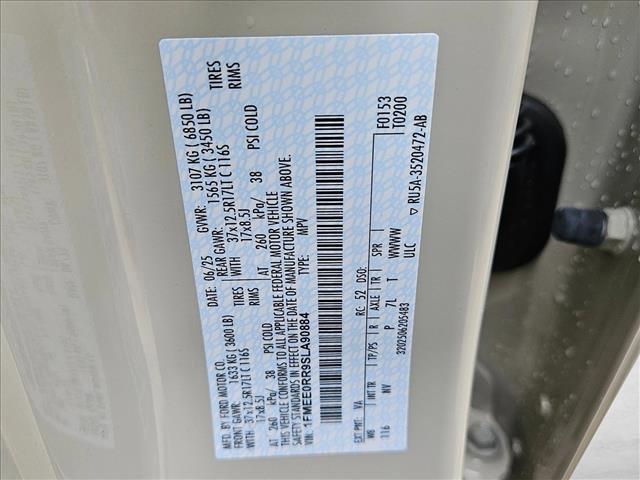 MFD. BY FORD MOTOR CO.
DATE: 06/25 GVWR: 3107 KG ( 6850 LB)
FRONT GAWR: 1633 KG (3600 LB) REAR GAWR: 1565 KG ( 3450 LB)
WITH 37x12.5R17LT C 116S TIRES WITH 37x12.5R17LT C 116S TIRES
17x8.5J RIMS 17x8.5J RIMS
AT 260 kPa/ 38 PSI COLD AT 260 kPa/ 38 PSI COLD
THIS VEHICLE CONFORMS TO ALL APPLICABLE FEDERAL MOTOR VEHICLE
SAFETY STANDARDS IN EFFECT ON THE DATE OF MANUFACTURE SHOWN ABOVE.
VIN: 1FMEE0RR9SLA90884 TYPE: MPV
F0153
T0200
EXT PNT: VA RC: 52 DSO:
WB INT TR TP/PS R AXLE TR SPR
116 NV P 7L T WWWW
3202506205483 ULC
RU5A-3520472-AB